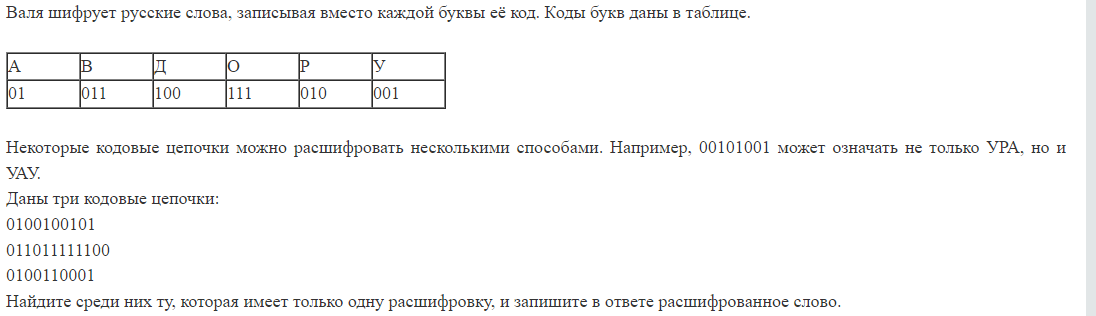 Валя шифрует русские слова, записывая вместо каждой буквы её код. Коды букв даны в таблице.
А В Д О Р У
01 011 100 111 010 001
Некоторые кодовые цепочки можно расшифровать несколькими способами. Например, 00101001 может означать не только УРА, но и
УАУ.
Даны три кодовые цепочки:
0100100101
011011111100
0100110001
Найдите среди них ту, которая имеет только одну расшифровку, и запишите в ответе расшифрованное слово.